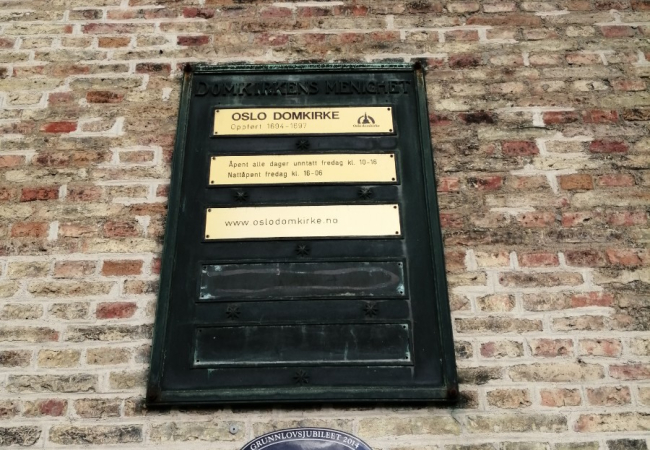 DOMKIRKENS MENIGHET
OSLO DOMKIRKE
Oppført 1694-1697
Åpent alle dager unntatt fredag kl. 10-16
Nattåpent fredag kl. 16-06
www.oslodomkirke.no
GRUNNLOVSJUBILEET 2014